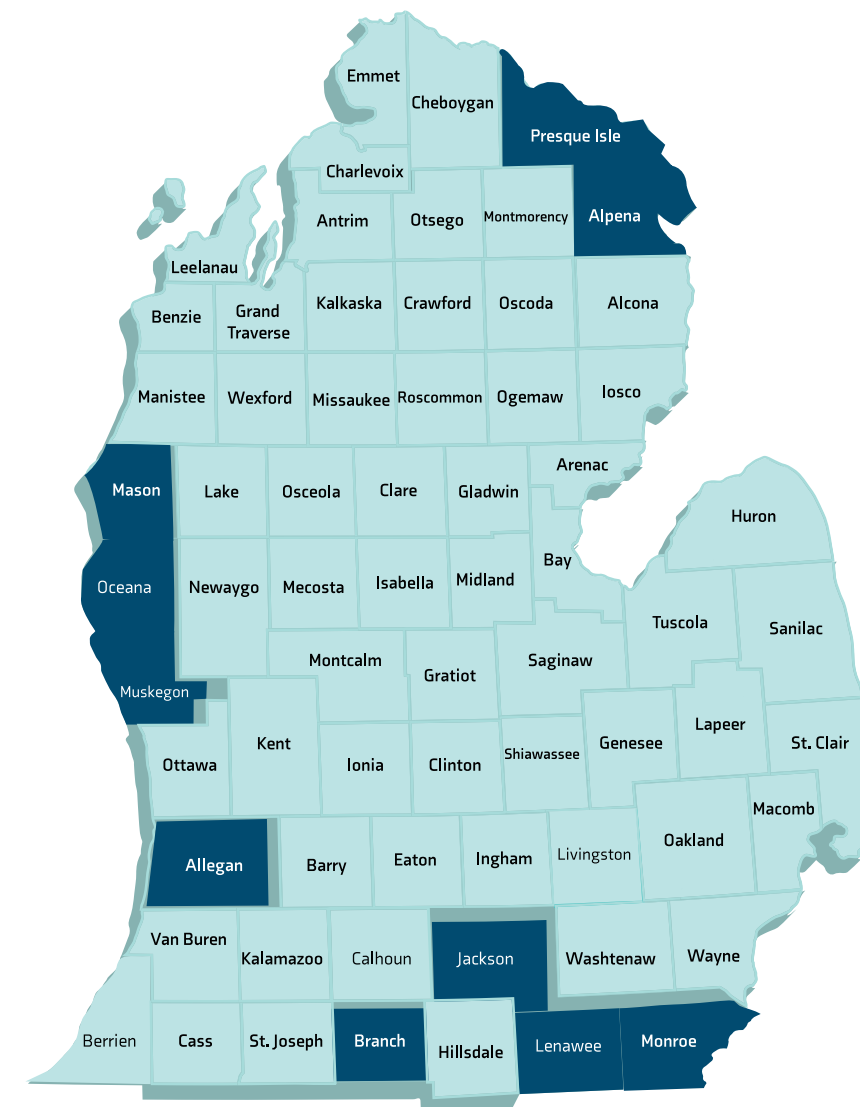 Emmet
Cheboygan
Presque Isle
Charlevoix
Antrim
Otsego
Montmorency
Alpena
Leelanau
Benzie
Grand
Traverse
Kalkaska
Crawford
Oscoda
Alcona
Manistee
Wexford
Missaukee
Roscommon
Ogemaw
Iosco
Mason
Lake
Osceola
Clare
Gladwin
Arenac
Huron
Oceana
Newaygo
Mecosta
Isabella
Midland
Bay
Tuscola
Sanilac
Muskegon
Montcalm
Gratiot
Saginaw
Ottawa
Kent
Ionia
Clinton
Shiawassee
Genesee
Lapeer
St. Clair
Allegan
Barry
Eaton
Ingham
Livingston
Oakland
Macomb
Van Buren
Kalamazoo
Calhoun
Jackson
Washtenaw
Wayne
Berrien
Cass
St. Joseph
Branch
Hillsdale
Lenawee
Monroe